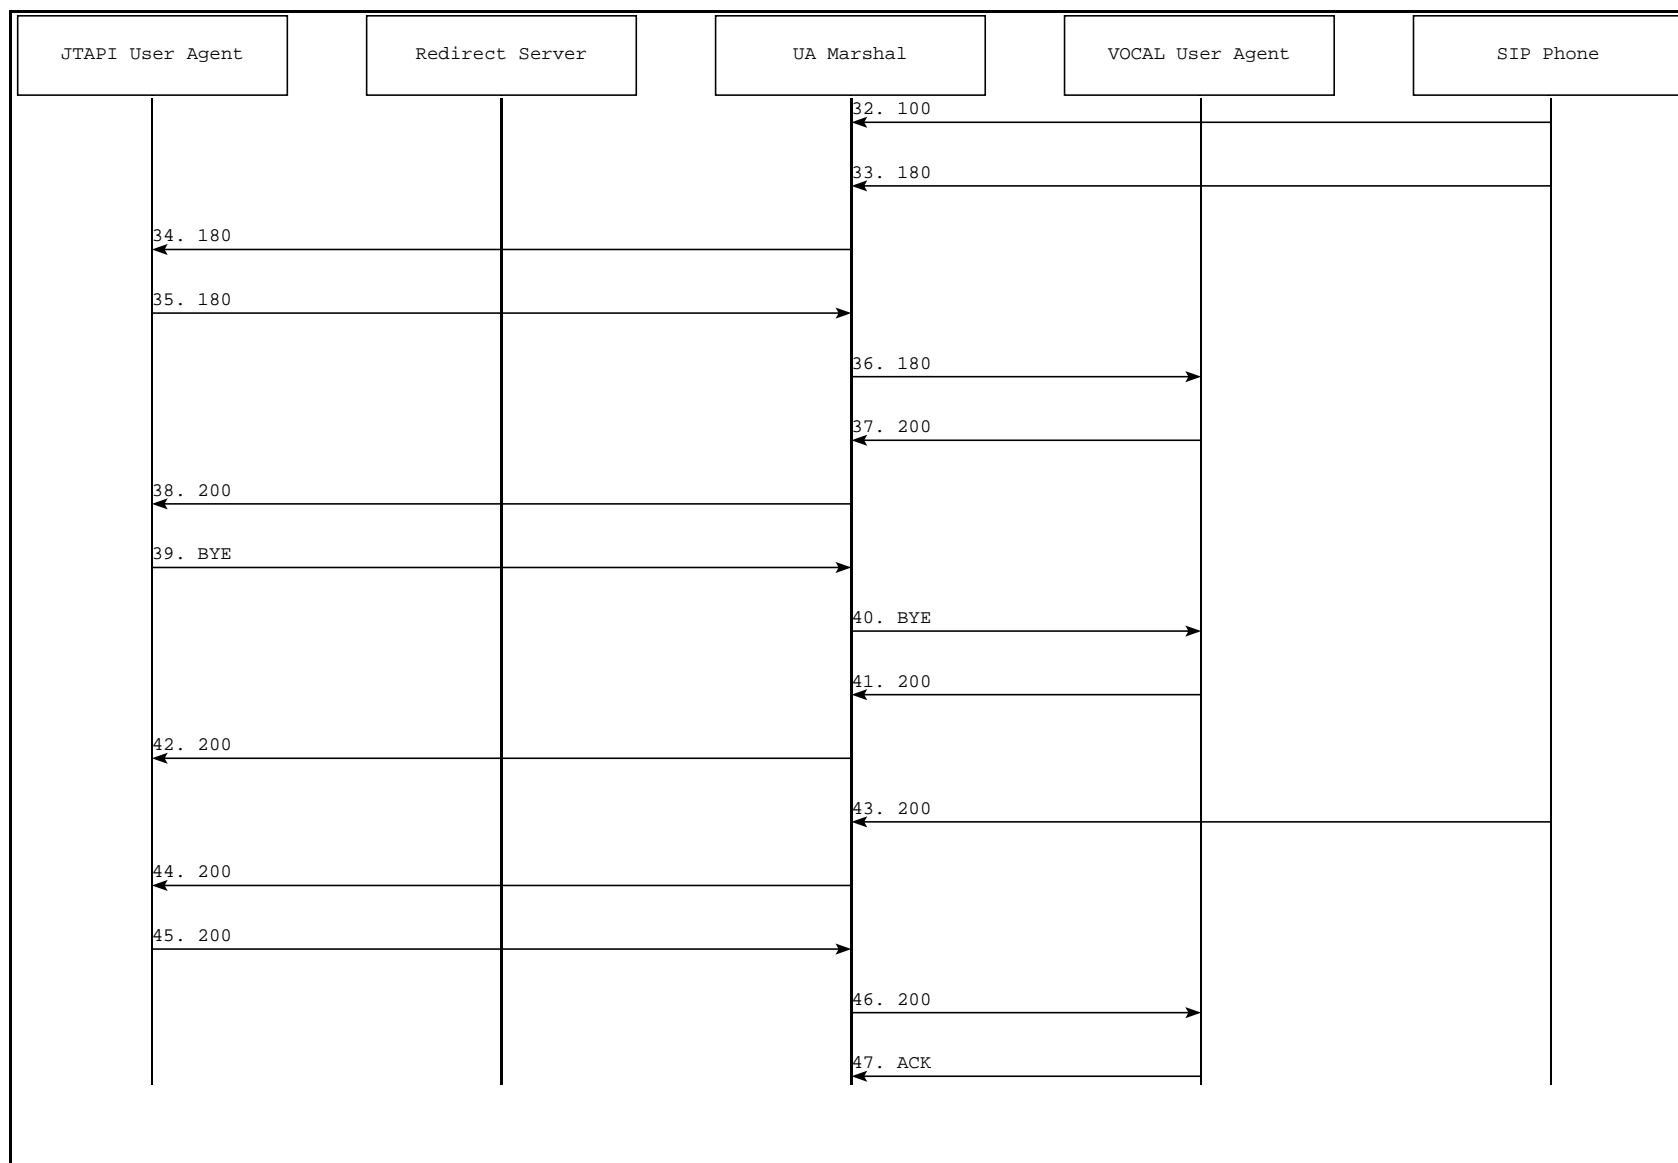 JTAPI User Agent
Redirect Server
UA Marshal
VOCAL User Agent
SIP Phone
32. 100
33. 180
34. 180
35. 180
36. 180
37. 200
38. 200
39. BYE
40. BYE
41. 200
42. 200
43. 200
44. 200
45. 200
46. 200
47. ACK